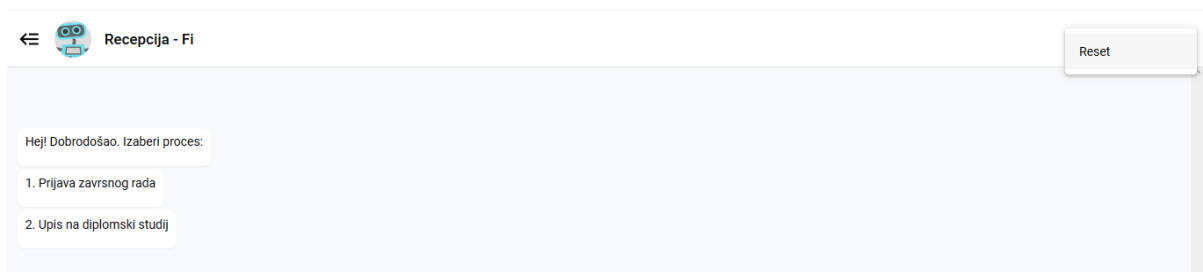 Recepcija - Fi
Reset
Hej! Dobrodošao. Izaberi proces:
1. Prijava zavrsnog rada
2. Upis na diplomski studij